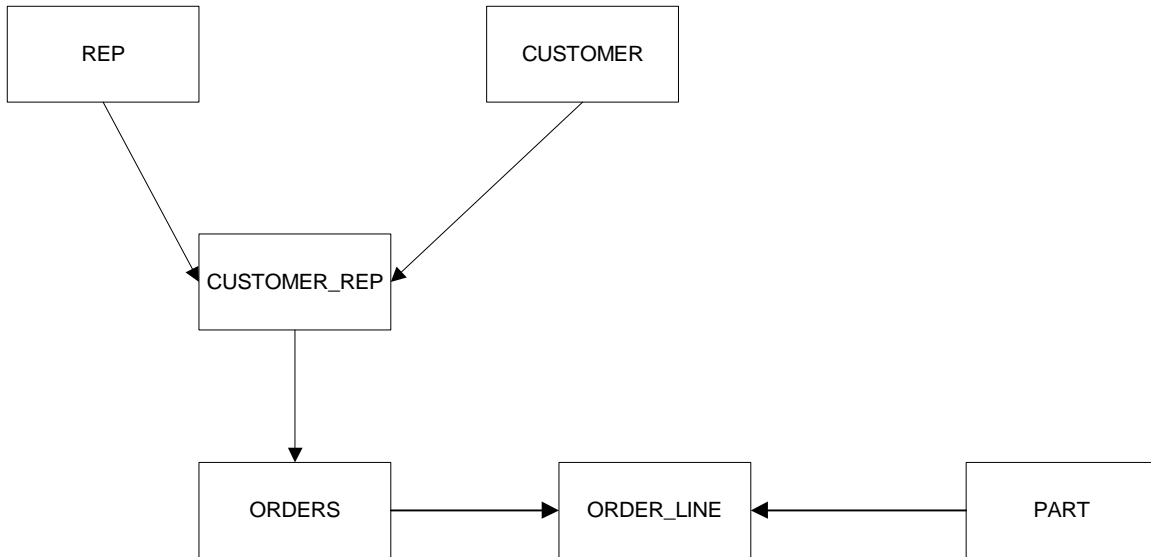 REP
CUSTOMER
CUSTOMER_REP
ORDERS
ORDER_LINE
PART